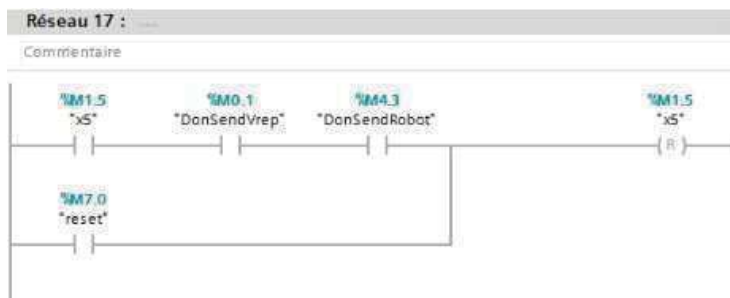 Réseau 17 : ....
Commentaire
%M1.5 %M0.1 %M4.3 %M1.5
"x5" "DonSendVrep" "DonSendRobot" "x5"
( R )
%M7.0
"reset"